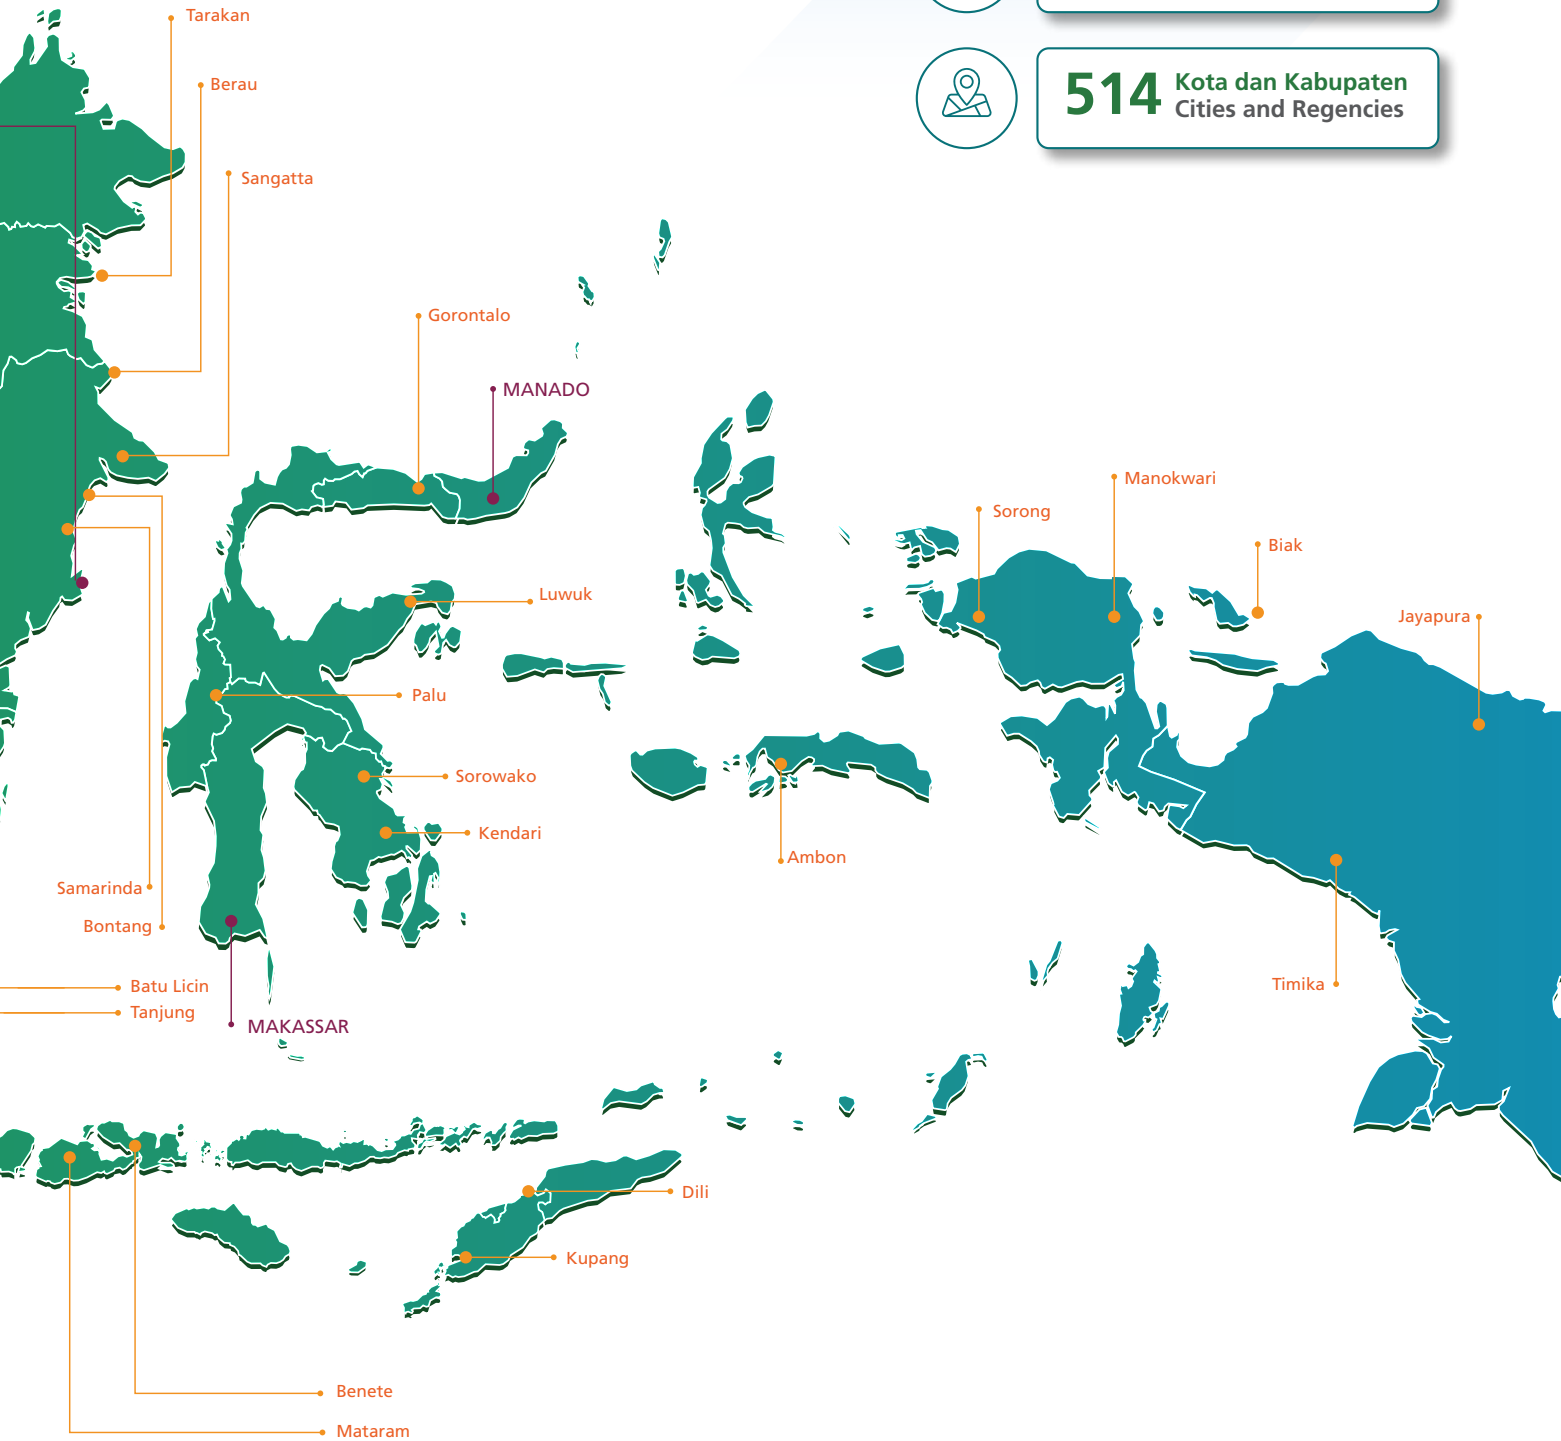 Tarakan
Berau
514 Kota dan Kabupaten
Cities and Regencies
Sangatta
Gorontalo
MANADO
Manokwari
Sorong
Biak
Luwuk
Jayapura
Palu
Sorowako
Kendari
Ambon
Samarinda
Bontang
Batu Licin
Timika
Tanjung
MAKASSAR
Dili
Kupang
Benete
Mataram